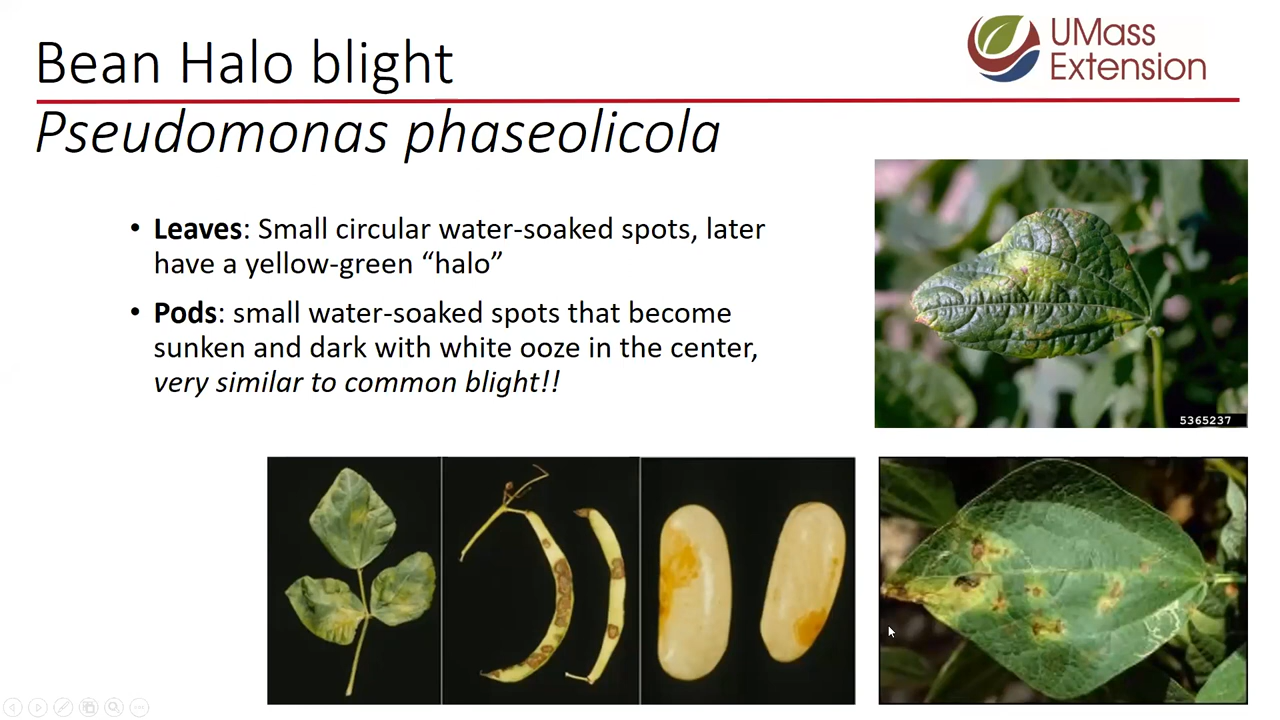 Bean Halo blight
UMass
Extension
Pseudomonas phaseolicola
• Leaves: Small circular water-soaked spots, later
have a yellow-green “halo”
• Pods: small water-soaked spots that become
sunken and dark with white ooze in the center,
very similar to common blight!!
5365237